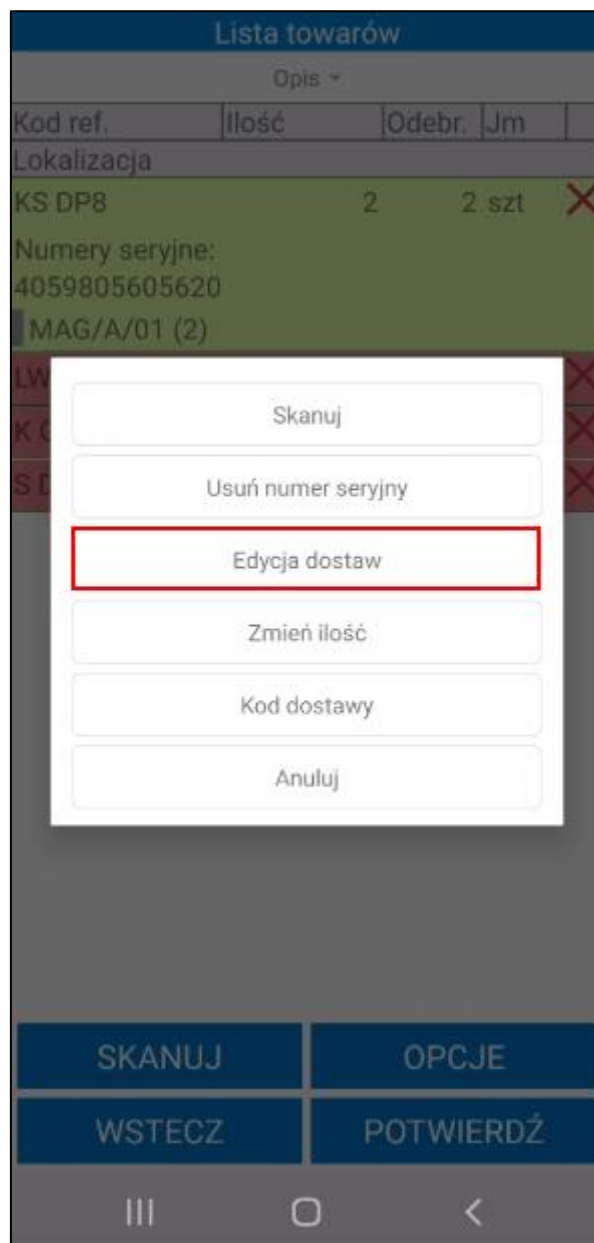 Lista towarów
Opis
Kod ref. Ilość Odebr. Jm
Lokalizacja
KS DP8 2 2 szt
Numery seryjne:
4059805605620
MAG/A/01 (2)
LW
K
S
Skanuj
Usuń numer seryjny
Edycja dostaw
Zmień ilość
Kod dostawy
Anuluj
SKANUJ OPCJE
WSTECZ POTWIERDŹ